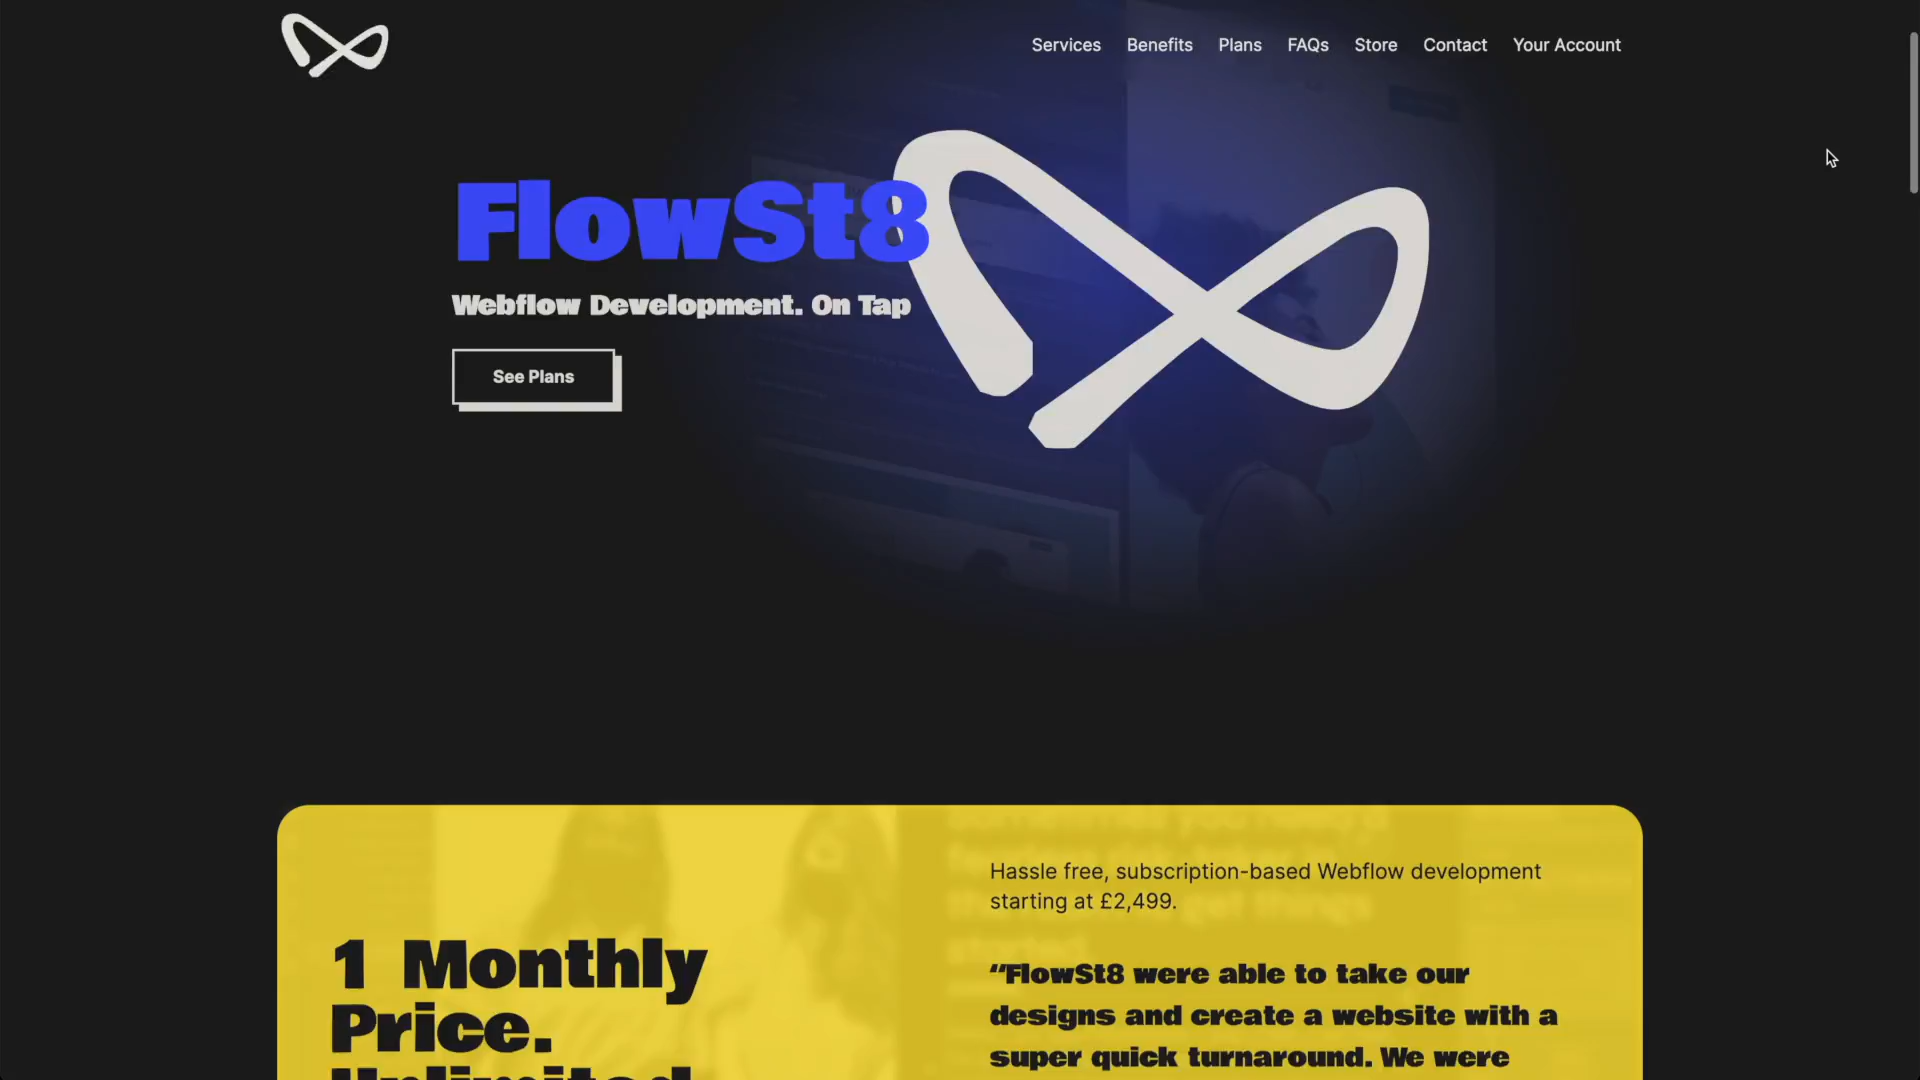 Services Benefits Plans FAQs Store Contact Your Account
FlowSt8
Webflow Development. On Tap
See Plans
1 Monthly
Price.
Unlimited
Hassle free, subscription-based Webflow development
starting at £2,499.
“FlowSt8 were able to take our
designs and create a website with a
super quick turnaround. We were